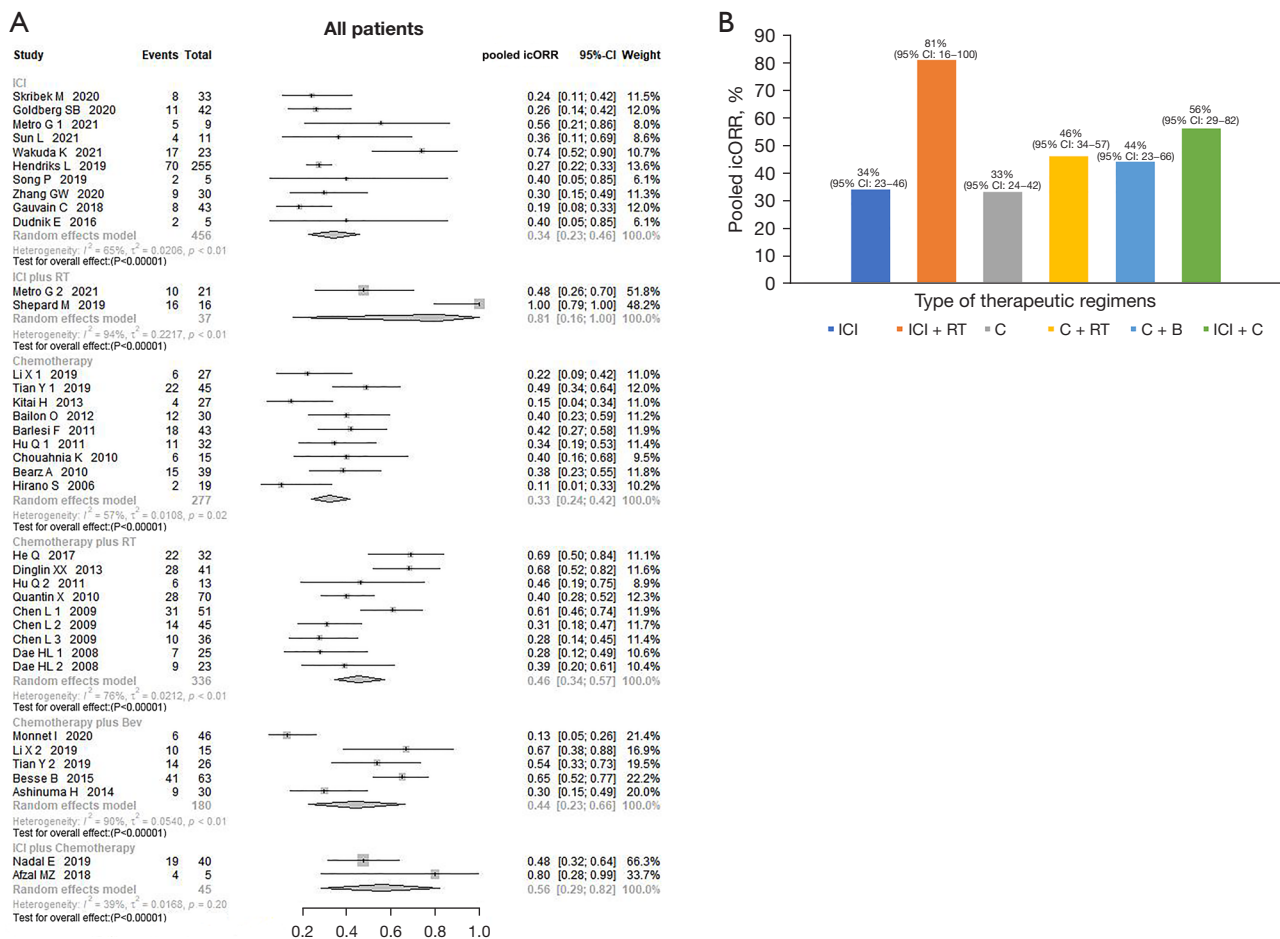 A
All patients
Study Events Total pooled icORR 95%-CI Weight
ICI
Skribek M 2020 8 33 0.24 [0.11; 0.42] 11.5%
Goldberg SB 2020 11 42 0.26 [0.14; 0.42] 12.0%
Metro G 1 2021 5 9 0.56 [0.21; 0.86] 8.0%
Sun L 2021 4 11 0.36 [0.11; 0.69] 8.6%
Wakuda K 2021 17 23 0.74 [0.52; 0.90] 10.7%
Hendriks L 2019 70 255 0.27 [0.22; 0.33] 13.6%
Song P 2019 2 5 0.40 [0.05; 0.85] 6.1%
Zhang GW 2020 9 30 0.30 [0.15; 0.49] 11.3%
Gauvain C 2018 8 43 0.19 [0.08; 0.33] 12.0%
Dudnik E 2016 2 5 0.40 [0.05; 0.85] 6.1%
Random effects model 456 0.34 [0.23; 0.46] 100.0%
Heterogeneity: I² = 65%, τ² = 0.0206, p < 0.01
Test for overall effect:(P<0.00001)
ICI plus RT
Metro G 2 2021 10 21 0.48 [0.26; 0.70] 51.8%
Shepard M 2019 16 16 1.00 [0.79; 1.00] 48.2%
Random effects model 37 0.81 [0.16; 1.00] 100.0%
Heterogeneity: I² = 94%, τ² = 0.2217, p < 0.01
Test for overall effect:(P<0.00001)
Chemotherapy
Li X 1 2019 6 27 0.22 [0.09; 0.42] 11.0%
Tian Y 1 2019 22 45 0.49 [0.34; 0.64] 12.0%
Kitai H 2013 4 27 0.15 [0.04; 0.34] 11.0%
Bailon O 2012 12 30 0.40 [0.23; 0.59] 11.2%
Barlesi F 2011 18 43 0.42 [0.27; 0.58] 11.9%
Hu Q 1 2011 11 32 0.34 [0.19; 0.53] 11.4%
Chouahnia K 2010 6 15 0.40 [0.16; 0.68] 9.5%
Bearz A 2010 15 39 0.38 [0.23; 0.55] 11.8%
Hirano S 2006 2 19 0.11 [0.01; 0.33] 10.2%
Random effects model 277 0.33 [0.24; 0.42] 100.0%
Heterogeneity: I² = 57%, τ² = 0.0108, p = 0.02
Test for overall effect:(P<0.00001)
Chemotherapy plus RT
He Q 2017 22 32 0.69 [0.50; 0.84] 11.1%
Dinglin XX 2013 28 41 0.68 [0.52; 0.82] 11.6%
Hu Q 2 2011 6 13 0.46 [0.19; 0.75] 8.9%
Quantin X 2010 28 70 0.40 [0.28; 0.52] 12.3%
Chen L 1 2009 31 51 0.61 [0.46; 0.74] 11.9%
Chen L 2 2009 14 45 0.31 [0.18; 0.47] 11.7%
Chen L 3 2009 10 36 0.28 [0.14; 0.45] 11.4%
Dae HL 1 2008 7 25 0.28 [0.12; 0.49] 10.6%
Dae HL 2 2008 9 23 0.39 [0.20; 0.61] 10.4%
Random effects model 336 0.46 [0.34; 0.57] 100.0%
Heterogeneity: I² = 76%, τ² = 0.0212, p < 0.01
Test for overall effect:(P<0.00001)
Chemotherapy plus Bev
Monnet I 2020 6 46 0.13 [0.05; 0.26] 21.4%
Li X 2 2019 10 15 0.67 [0.38; 0.88] 16.9%
Tian Y 2 2019 14 26 0.54 [0.33; 0.73] 19.5%
Besse B 2015 41 63 0.65 [0.52; 0.77] 22.2%
Ashinuma H 2014 9 30 0.30 [0.15; 0.49] 20.0%
Random effects model 180 0.44 [0.23; 0.66] 100.0%
Heterogeneity: I² = 90%, τ² = 0.0540, p < 0.01
Test for overall effect:(P<0.00001)
ICI plus Chemotherapy
Nadal E 2019 19 40 0.48 [0.32; 0.64] 66.3%
Afzal MZ 2018 4 5 0.80 [0.28; 0.99] 33.7%
Random effects model 45 0.56 [0.29; 0.82] 100.0%
Heterogeneity: I² = 39%, τ² = 0.0168, p = 0.20
Test for overall effect:(P<0.00001)
0.2 0.4 0.6 0.8 1.0
B
Pooled icORR, %
90
80
70
60
50
40
30
20
10
0
34%
(95% CI: 23–46)
81%
(95% CI: 16–100)
33%
(95% CI: 24–42)
46%
(95% CI: 34–57)
44%
(95% CI: 23–66)
56%
(95% CI: 29–82)
Type of therapeutic regimens
ICI ICI + RT C C + RT C + B ICI + C